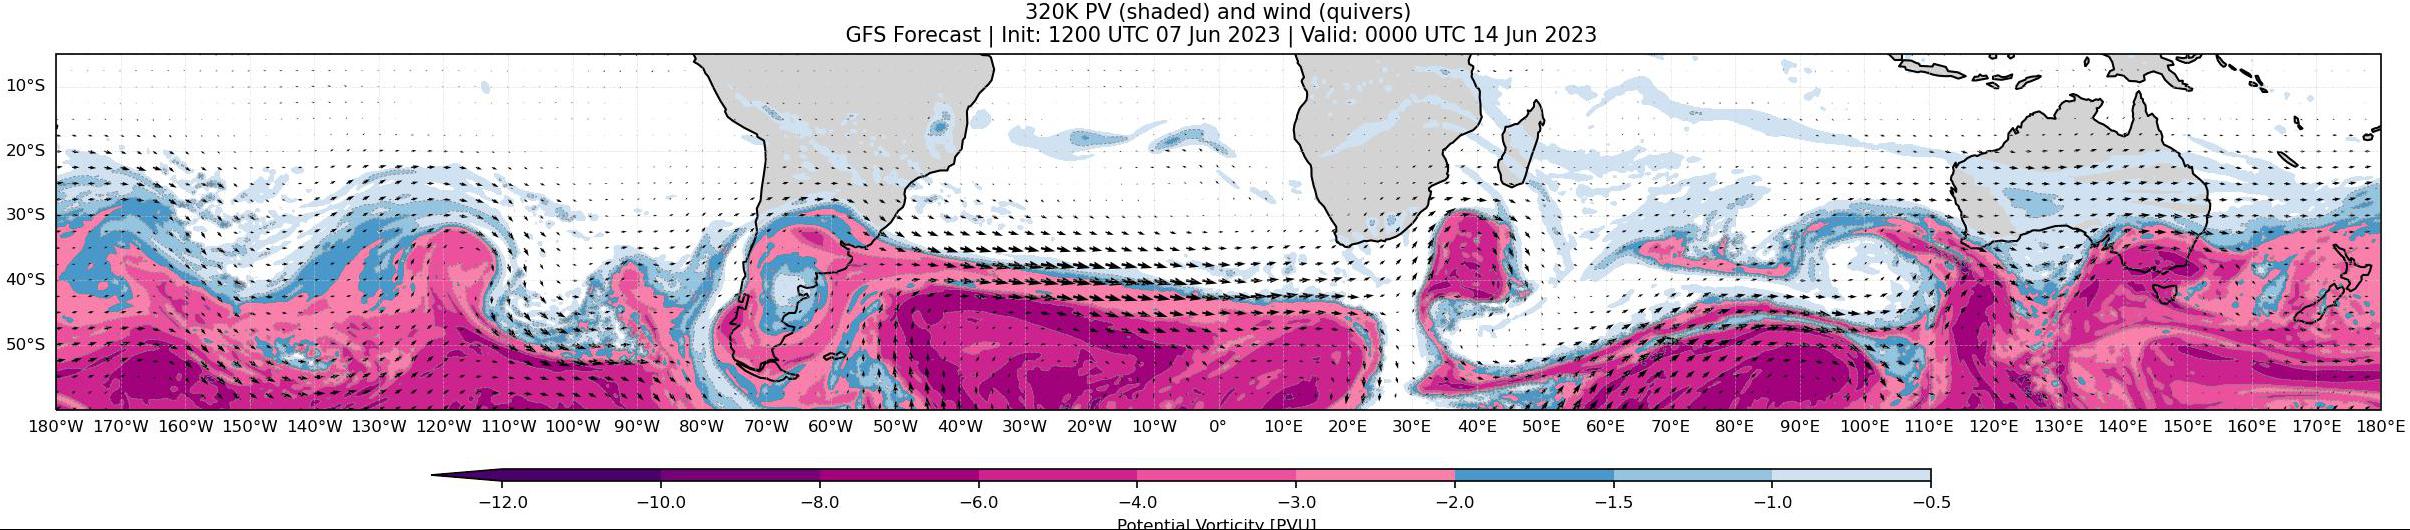 320K PV (shaded) and wind (quivers)
GFS Forecast | Init: 1200 UTC 07 Jun 2023 | Valid: 0000 UTC 14 Jun 2023
10°S
20°S
30°S
40°S
50°S
180°W 170°W 160°W 150°W 140°W 130°W 120°W 110°W 100°W 90°W 80°W 70°W 60°W 50°W 40°W 30°W 20°W 10°W 0° 10°E 20°E 30°E 40°E 50°E 60°E 70°E 80°E 90°E 100°E 110°E 120°E 130°E 140°E 150°E 160°E 170°E 180°E
−12.0 −10.0 −8.0 −6.0 −4.0 −3.0 −2.0 −1.5 −1.0 −0.5
Potential Vorticity [PVU]